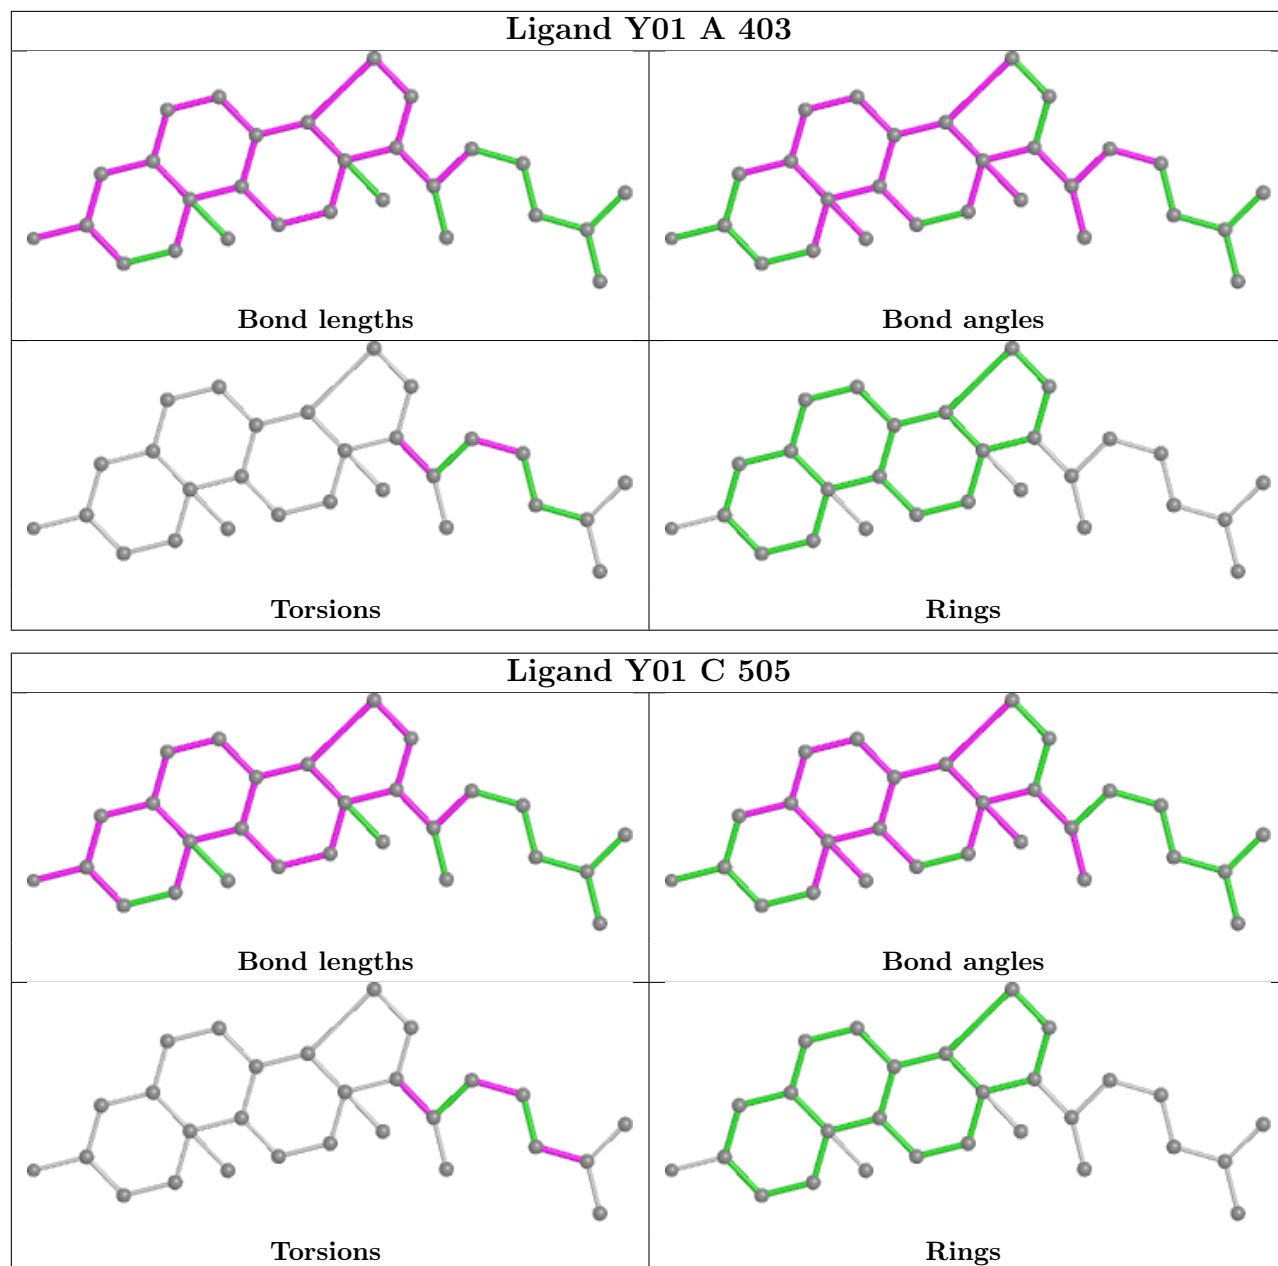 Ligand Y01 A 403
Bond lengths
Bond angles
Torsions
Rings
Ligand Y01 C 505
Bond lengths
Bond angles
Torsions
Rings